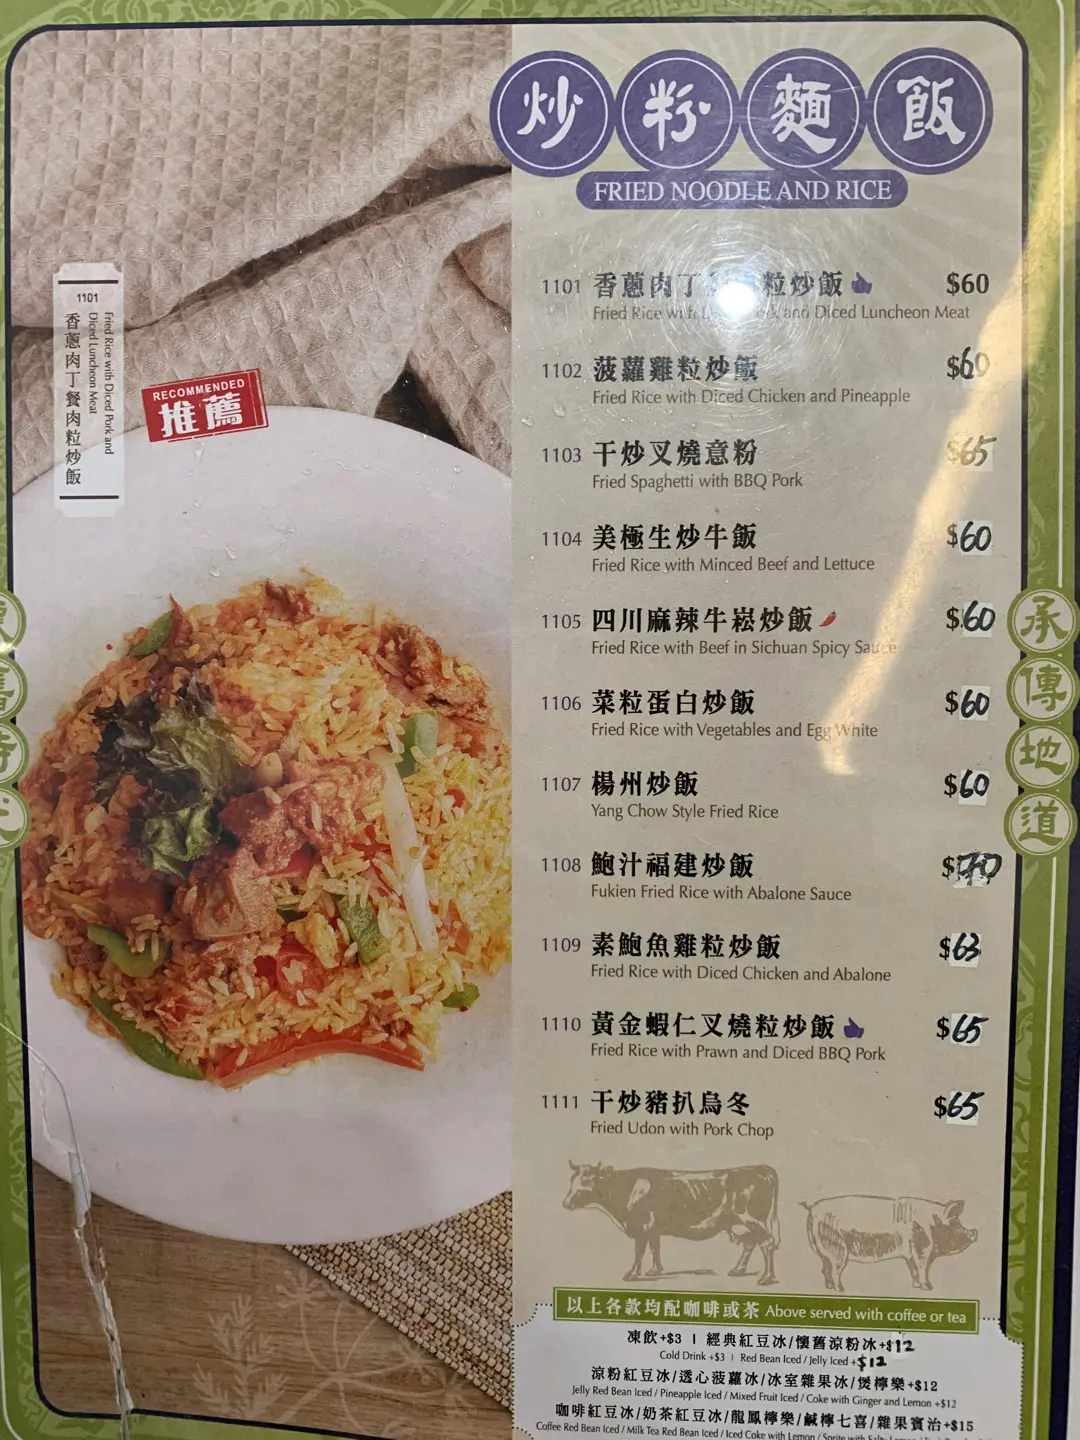 炒粉麵飯
FRIED NOODLE AND RICE
1101
香蔥肉丁餐肉粒炒飯
Fried Rice with Diced Pork and
Diced Luncheon Meat
RECOMMENDED
推薦
1101 香蔥肉丁 粒炒飯 $60
Fried Rice with and Diced Luncheon Meat
1102 菠蘿雞粒炒飯 $60
Fried Rice with Diced Chicken and Pineapple
1103 干炒叉燒意粉 $65
Fried Spaghetti with BBQ Pork
1104 美極生炒牛飯 $60
Fried Rice with Minced Beef and Lettuce
1105 四川麻辣牛崧炒飯 $60
Fried Rice with Beef in Sichuan Spicy Sauce
1106 菜粒蛋白炒飯 $60
Fried Rice with Vegetables and Egg White
1107 楊州炒飯 $60
Yang Chow Style Fried Rice
1108 鮑汁福建炒飯 $70
Fukien Fried Rice with Abalone Sauce
1109 素鮑魚雞粒炒飯 $63
Fried Rice with Diced Chicken and Abalone
1110 黃金蝦仁叉燒粒炒飯 $65
Fried Rice with Prawn and Diced BBQ Pork
1111 干炒豬扒烏冬 $65
Fried Udon with Pork Chop
承傳地道
以上各款均配咖啡或茶 Above served with coffee or tea
凍飲+$3 | 經典紅豆冰/懷舊涼粉冰+$12
Cold Drink +$3 | Red Bean Iced / Jelly Iced +$12
涼粉紅豆冰/透心菠蘿冰/冰室雜果冰/煲檸樂+$12
Jelly Red Bean Iced / Pineapple Iced / Mixed Fruit Iced / Coke with Ginger and Lemon +$12
咖啡紅豆冰/奶茶紅豆冰/龍鳳檸樂/鹹檸七喜/雜果賓治+$15
Coffee Red Bean Iced / Milk Tea Red Bean Iced / Iced Coke with Lemon / Sprite with